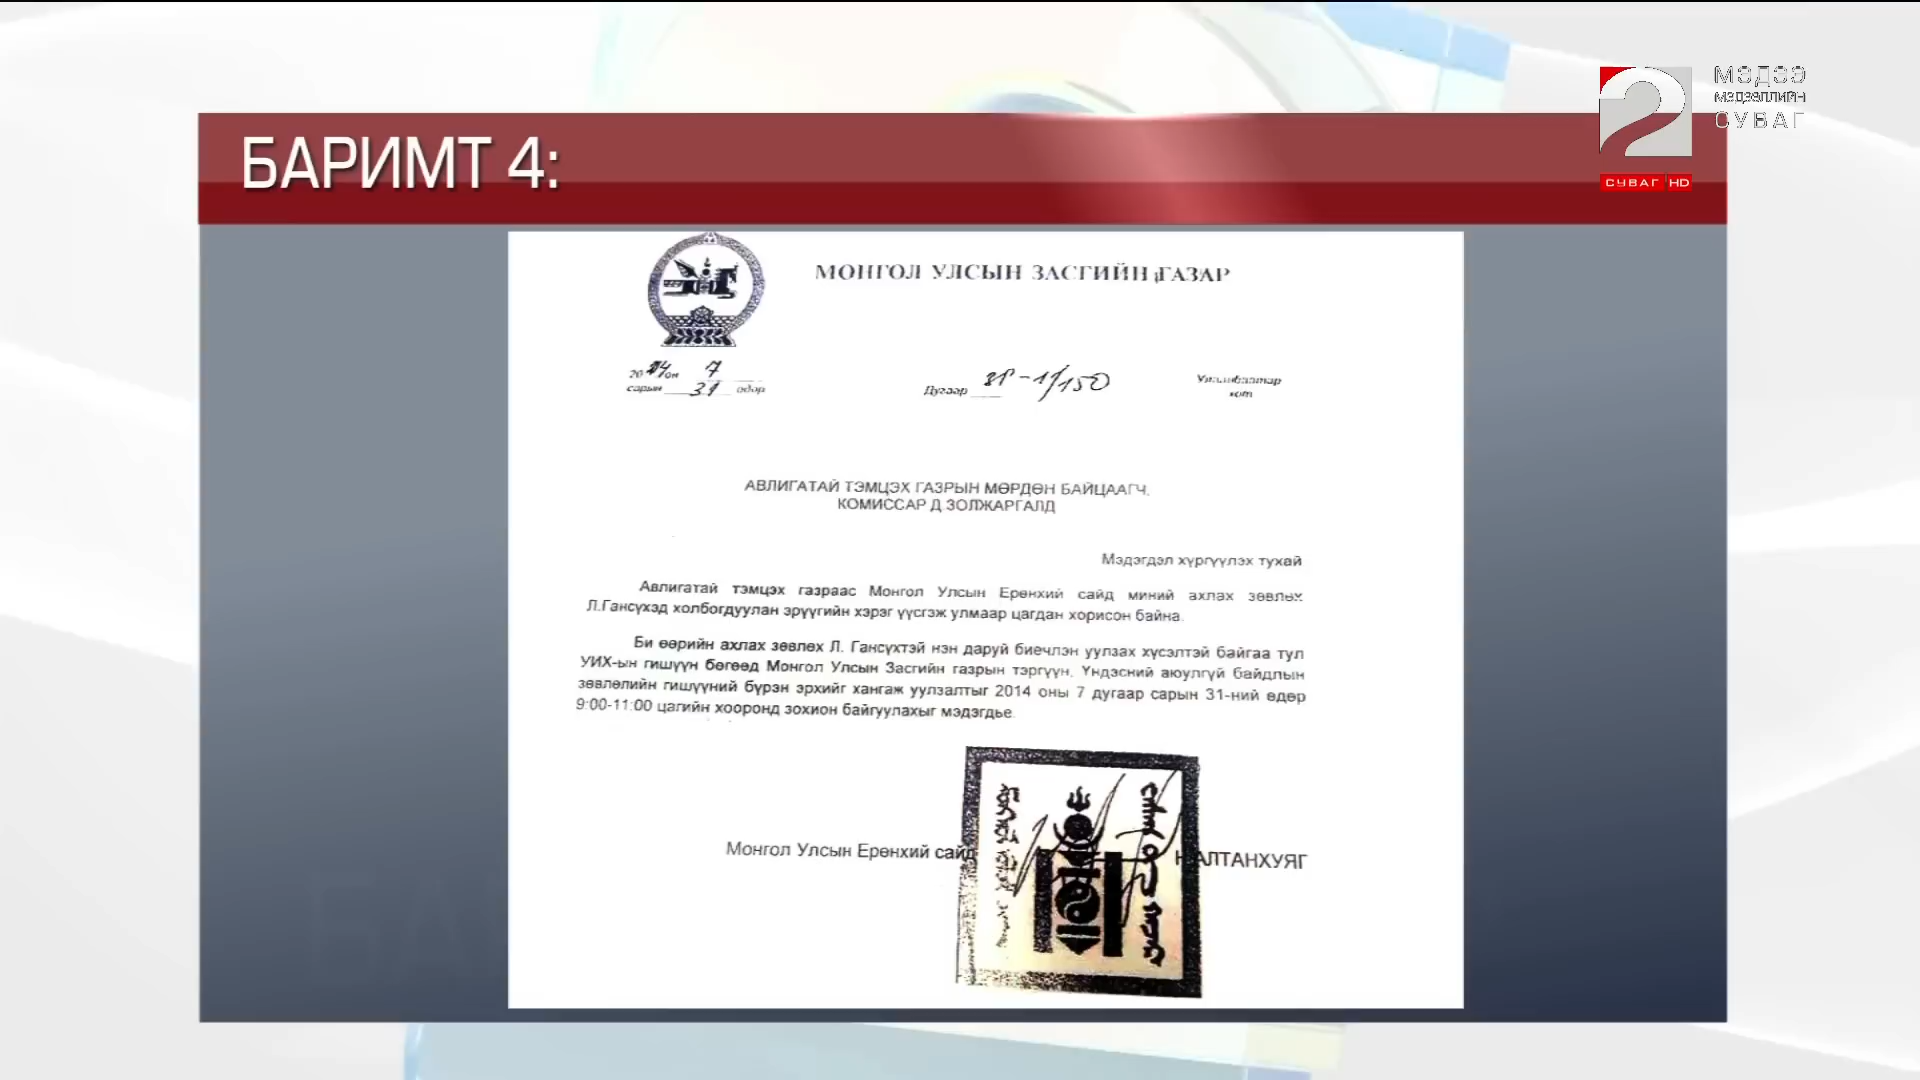 МЭДЭЭ
МЭДЭЭЛЛИЙН
СУВАГ
СУВАГ HD
БАРИМТ 4:
МОНГОЛ УЛСЫН ЗАСГИЙН ГАЗАР
2014 он 7
сарын 31 өдөр
Дугаар
Улаанбаатар
хот
АВЛИГАТАЙ ТЭМЦЭХ ГАЗРЫН МӨРДӨН БАЙЦААГЧ,
КОМИССАР Д ЗОЛЖАРГАЛД
Мэдэгдэл хүргүүлэх тухай
Авлигатай тэмцэх газраас Монгол Улсын Ерөнхий сайд миний ахлах зөвлөх
Л.Гансүхэд холбогдуулан эрүүгийн хэрэг үүсгэж улмаар цагдан хорисон байна.
Би өөрийн ахлах зөвлөх Л. Гансүхтэй нэн даруй биечлэн уулзах хүсэлтэй байгаа тул
УИХ-ын гишүүн бөгөөд Монгол Улсын Засгийн газрын тэргүүн, Үндэсний аюулгүй байдлын
зөвлөлийн гишүүний бүрэн эрхийг хангаж уулзалтыг 2014 оны 7 дугаар сарын 31-ний өдөр
9:00-11:00 цагийн хооронд зохион байгуулахыг мэдэгдье.
Монгол Улсын Ерөнхий сайд Н.АЛТАНХУЯГ